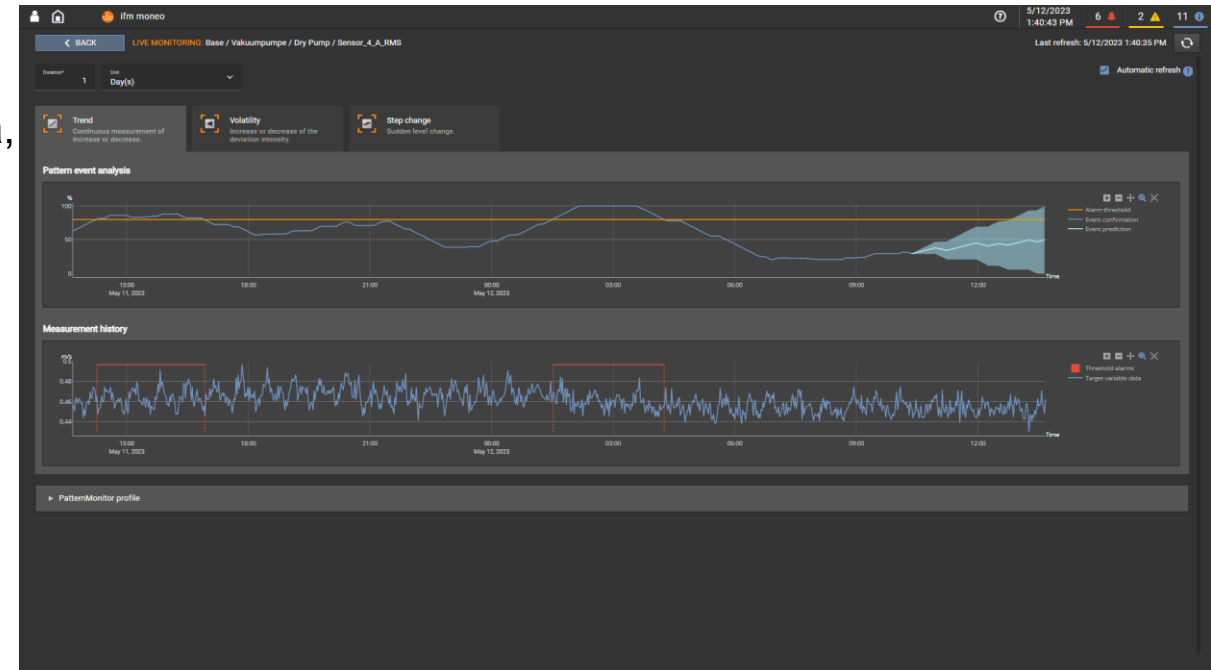 ifm moneo
5/12/2023
1:40:43 PM
6
2
11
BACK
LIVE MONITORING: Base / Vakuumpumpe / Dry Pump / Sensor_4_A_RMS
Last refresh: 5/12/2023 1:40:35 PM
Duration*
1
Unit
Day(s)
Automatic refresh
Trend
Continuous measurement of
increase or decrease.
Volatility
Increase or decrease of the
deviation intensity.
Step change
Sudden level change.
Pattern event analysis
%
100
50
0
Alarm threshold
Event confirmation
Event prediction
Time
15:00
May 11, 2023
18:00
21:00
00:00
May 12, 2023
03:00
06:00
09:00
12:00
Measurement history
m/s
0.48
0.46
0.44
Threshold alarms
Target variable data
Time
15:00
May 11, 2023
18:00
21:00
00:00
May 12, 2023
03:00
06:00
09:00
12:00
PatternMonitor profile